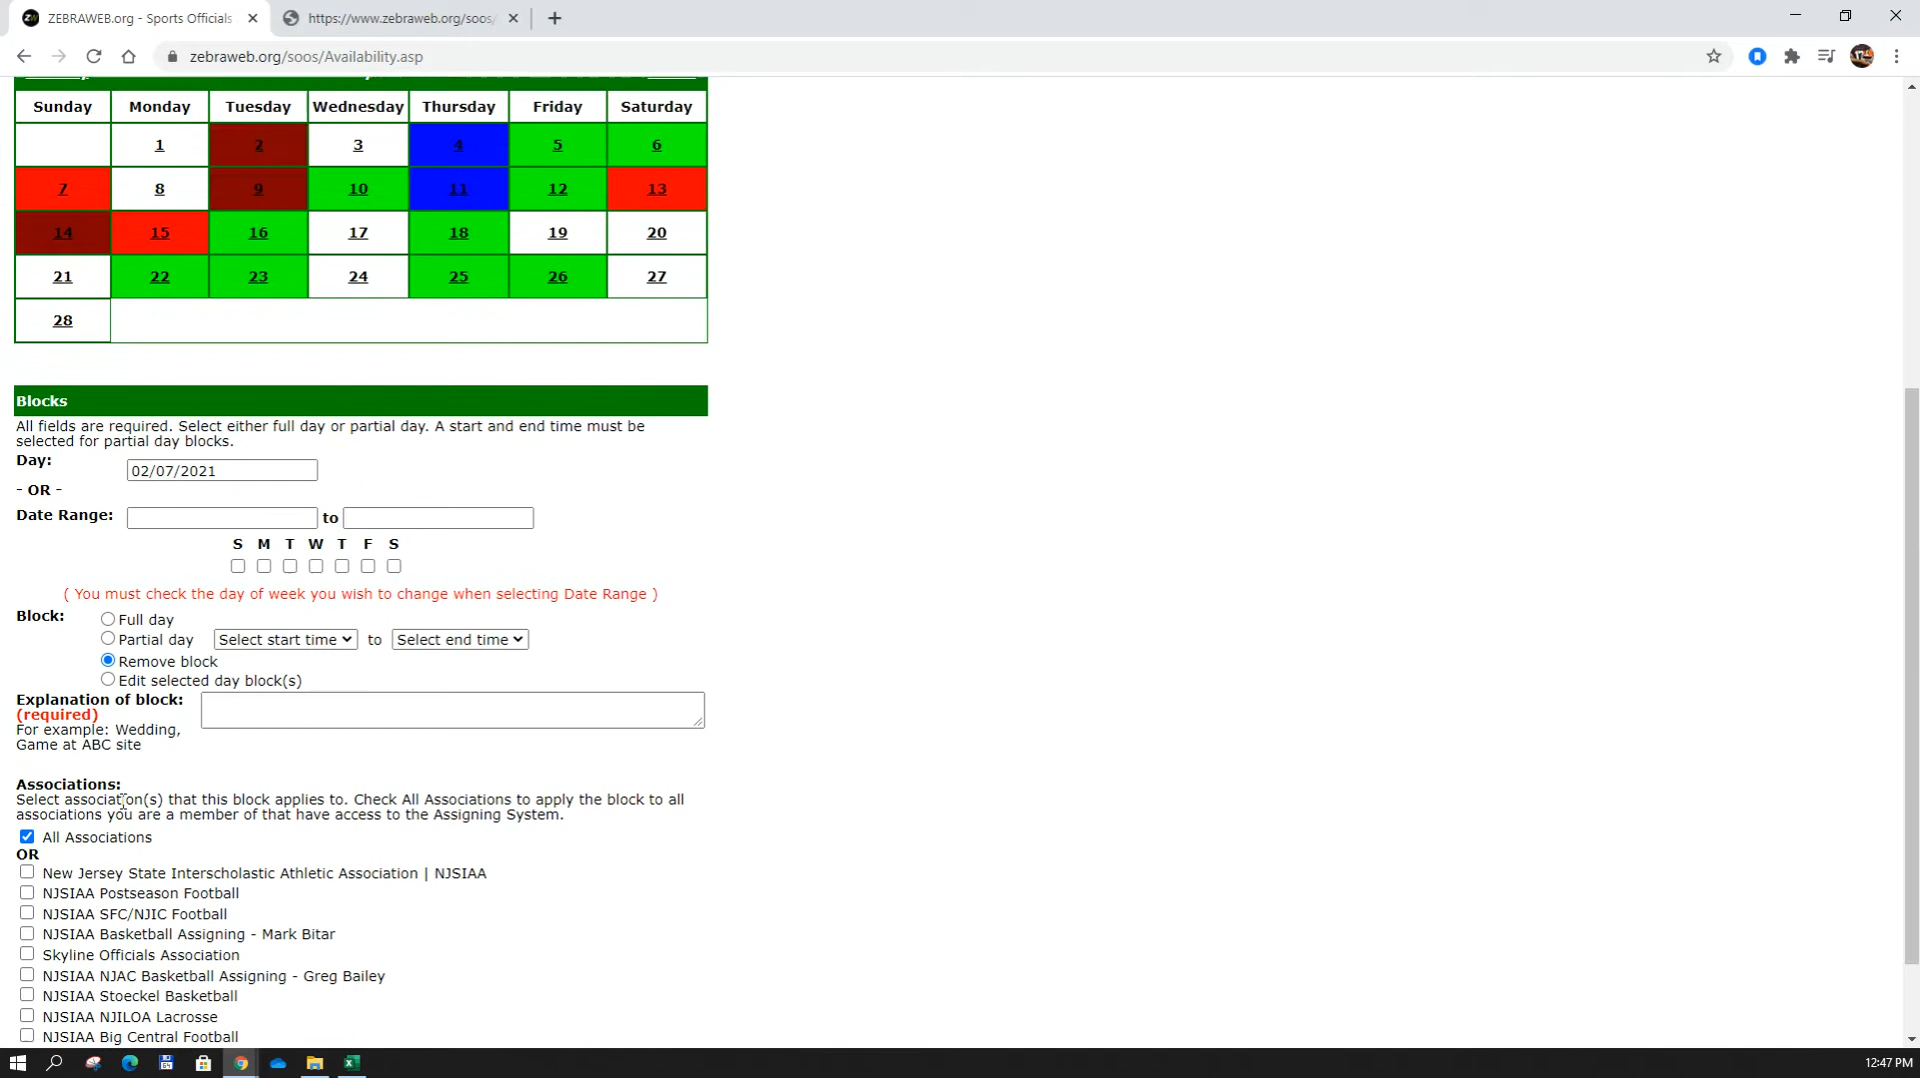 ZEBRAWEB.org - Sports Officials
https://www.zebraweb.org/soos/
zebraweb.org/soos/Availability.asp
Sunday Monday Tuesday Wednesday Thursday Friday Saturday
1 2 3 4 5 6
7 8 9 10 11 12 13
14 15 16 17 18 19 20
21 22 23 24 25 26 27
28
Blocks
All fields are required. Select either full day or partial day. A start and end time must be
selected for partial day blocks.
Day:
02/07/2021
- OR -
Date Range: to
S M T W T F S
( You must check the day of week you wish to change when selecting Date Range )
Block: Full day
Partial day Select start time to Select end time
Remove block
Edit selected day block(s)
Explanation of block:
(required)
For example: Wedding,
Game at ABC site
Associations:
Select association(s) that this block applies to. Check All Associations to apply the block to all
associations you are a member of that have access to the Assigning System.
All Associations
OR
New Jersey State Interscholastic Athletic Association | NJSIAA
NJSIAA Postseason Football
NJSIAA SFC/NJIC Football
NJSIAA Basketball Assigning - Mark Bitar
Skyline Officials Association
NJSIAA NJAC Basketball Assigning - Greg Bailey
NJSIAA Stoeckel Basketball
NJSIAA NJILOA Lacrosse
NJSIAA Big Central Football
12:47 PM